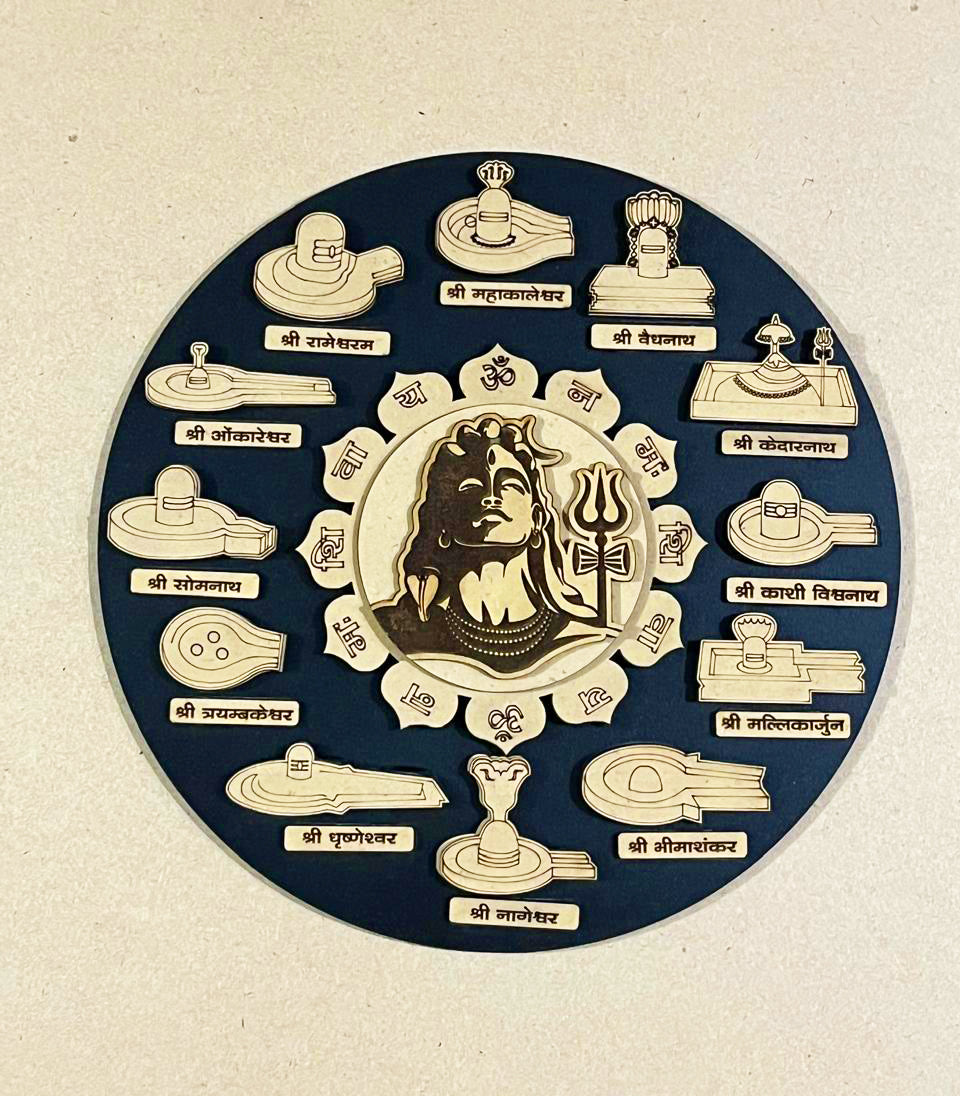 श्री महाकालेश्वर
श्री वैधनाथ
श्री केदारनाथ
श्री काशी विश्वनाथ
श्री मल्लिकार्जुन
श्री भीमाशंकर
श्री नागेश्वर
श्री धृष्णेश्वर
श्री त्रयम्बकेश्वर
श्री सोमनाथ
श्री ओंकारेश्वर
श्री रामेश्वरम
ॐ
न
म:
शि
वा
य
ॐ
न
म:
शि
वा
य